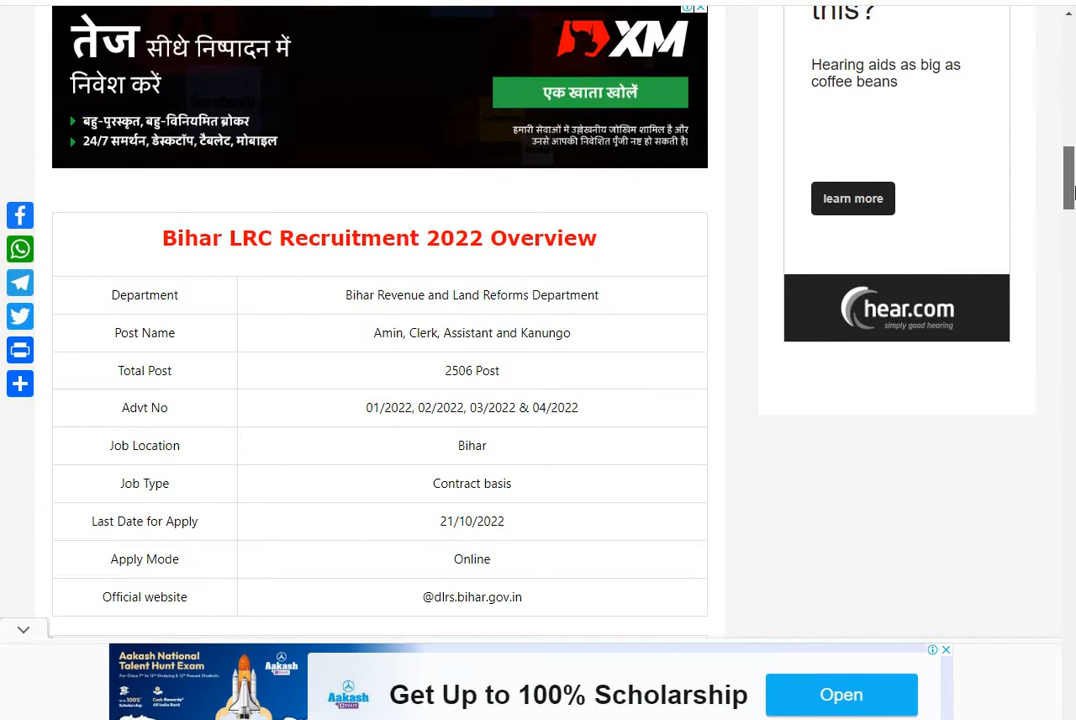 तेज सीधे निष्पादन में
निवेश करें
बहु-पुरस्कृत, बहु-विनियमित ब्रोकर
24/7 समर्थन, डेस्कटॉप, टैबलेट, मोबाइल
XM
एक खाता खोलें
हमारी सेवाओं में उल्लेखनीय जोखिम शामिल है और
उनसे आपकी निवेशित पूँजी नष्ट हो सकती है।
this?
Hearing aids as big as
coffee beans
learn more
hear.com
simply good hearing
Bihar LRC Recruitment 2022 Overview
Department Bihar Revenue and Land Reforms Department
Post Name Amin, Clerk, Assistant and Kanungo
Total Post 2506 Post
Advt No 01/2022, 02/2022, 03/2022 & 04/2022
Job Location Bihar
Job Type Contract basis
Last Date for Apply 21/10/2022
Apply Mode Online
Official website @dlrs.bihar.gov.in
Aakash National
Talent Hunt Exam
Aakash
Aakash
Get Up to 100% Scholarship
Open